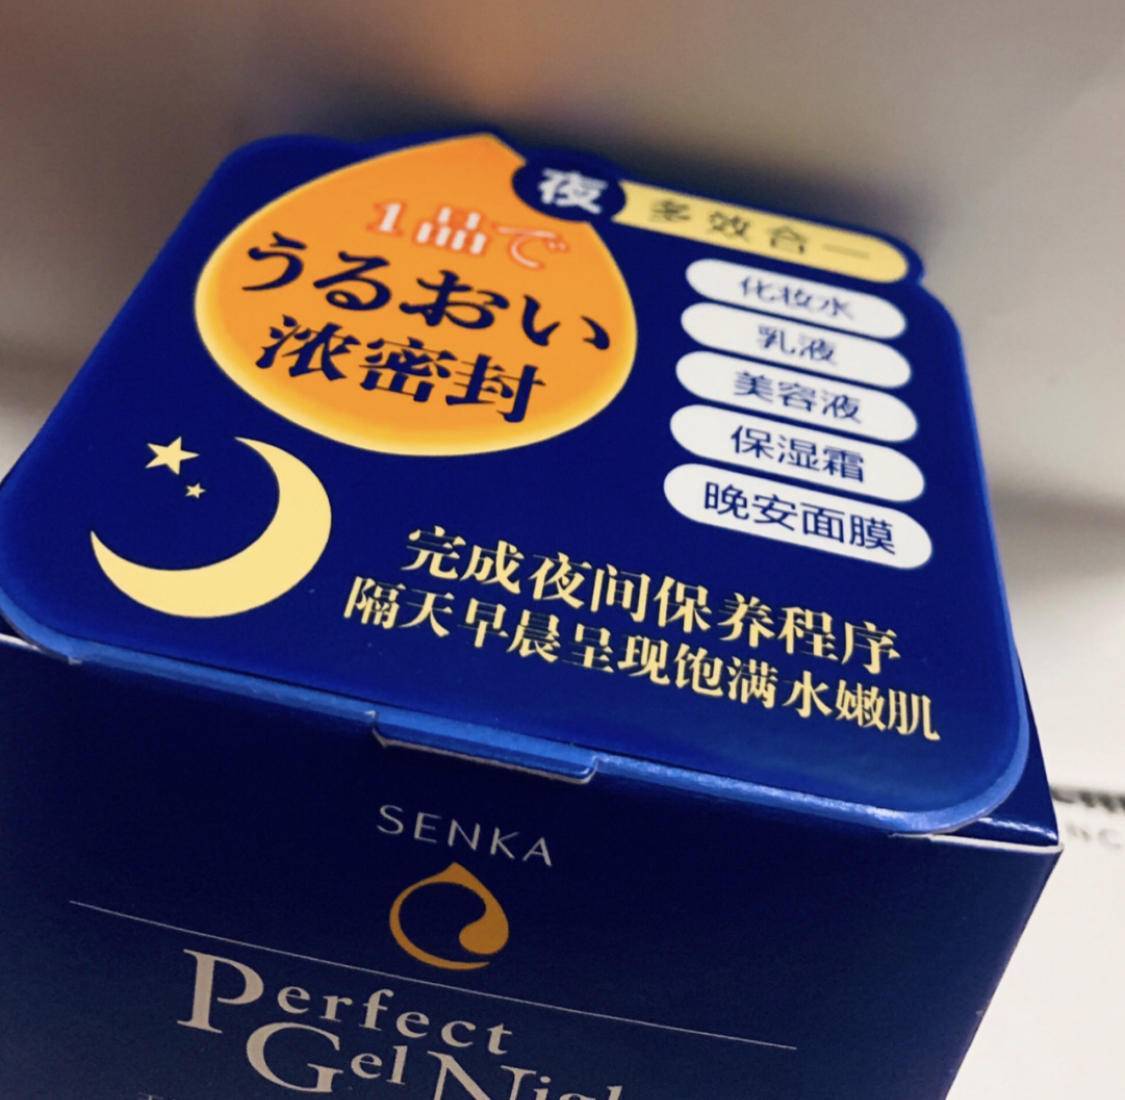 1品で
うるおい
浓密封
夜 多效合一
化妆水
乳液
美容液
保湿霜
晚安面膜
完成夜间保养程序
隔天早晨呈现饱满水嫩肌
SENKA
Perfect
Gel